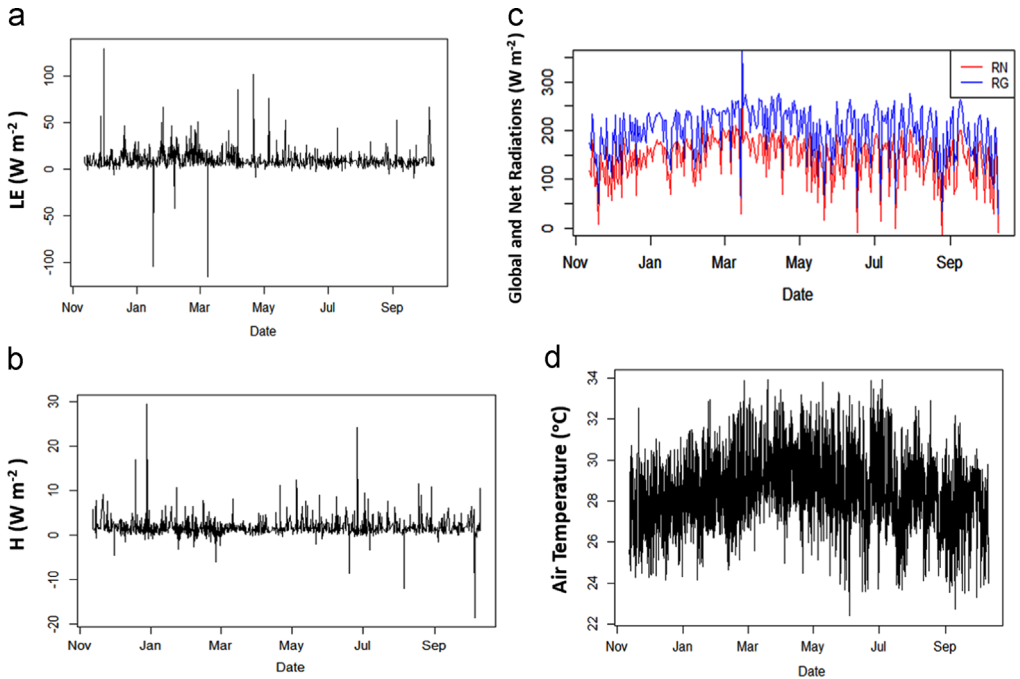 a
LE (W m-2 )
100
50
0
-50
-100
Nov Jan Mar May Jul Sep
Date
b
H (W m-2 )
30
20
10
0
-10
-20
Nov Jan Mar May Jul Sep
Date
c
Global and Net Radiations (W m-2)
300
200
100
0
RN
RG
Nov Jan Mar May Jul Sep
Date
d
Air Temperature (°C)
34
32
30
28
26
24
22
Nov Jan Mar May Jul Sep
Date